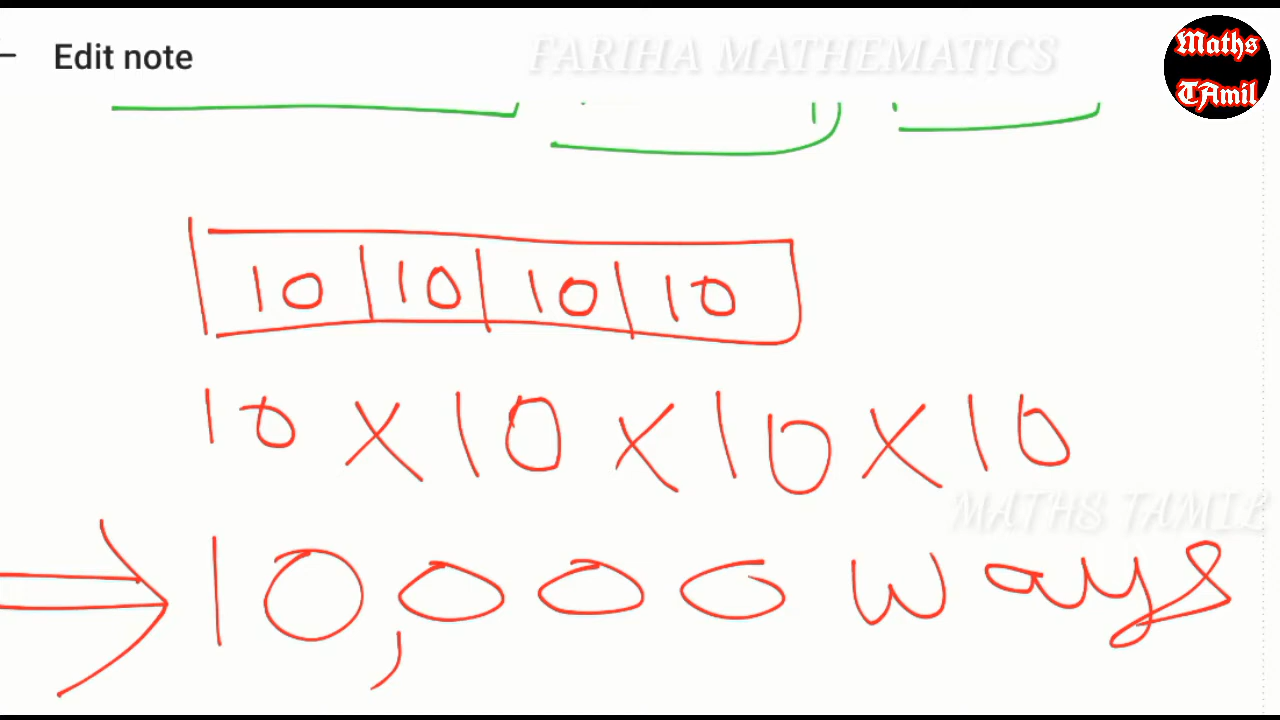 Edit note
FARIHA MATHEMATICS
Maths
TAmil
10 10 10 10
10 X 10 X 10 X 10
MATHS TAMIL
10,000 ways